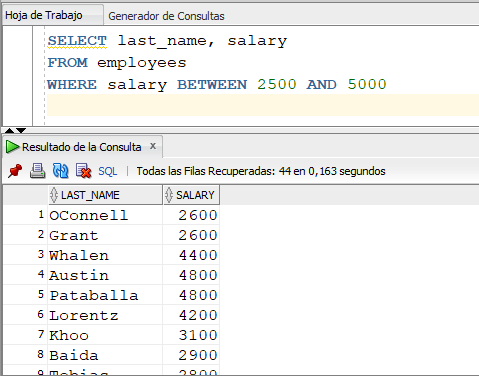 Hoja de Trabajo Generador de Consultas
SELECT last_name, salary
FROM employees
WHERE salary BETWEEN 2500 AND 5000
Resultado de la Consulta x
SQL | Todas las Filas Recuperadas: 44 en 0,163 segundos
LAST_NAME SALARY
1 OConnell 2600
2 Grant 2600
3 Whalen 4400
4 Austin 4800
5 Pataballa 4800
6 Lorentz 4200
7 Khoo 3100
8 Baida 2900
9 Tobias 2800